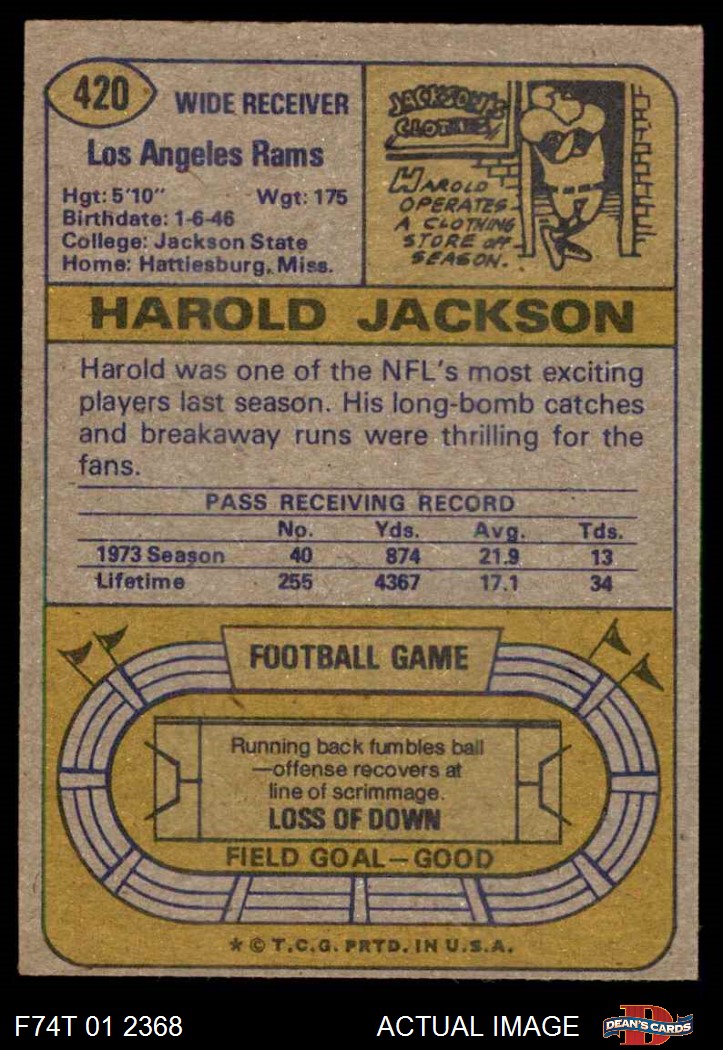 420
WIDE RECEIVER
Los Angeles Rams
Hgt: 5'10" Wgt: 175
Birthdate: 1-6-46
College: Jackson State
Home: Hattiesburg, Miss.
JACKSON'S
CLOTHES
HAROLD
OPERATES
A CLOTHING
STORE OFF
SEASON.
HAROLD JACKSON
Harold was one of the NFL's most exciting
players last season. His long-bomb catches
and breakaway runs were thrilling for the
fans.
PASS RECEIVING RECORD
No. Yds. Avg. Tds.
1973 Season 40 874 21.9 13
Lifetime 255 4367 17.1 34
FOOTBALL GAME
Running back fumbles ball
—offense recovers at
line of scrimmage.
LOSS OF DOWN
FIELD GOAL—GOOD
* © T.C.G. PRTD. IN U.S.A.
F74T 01 2368 ACTUAL IMAGE
D
DEAN'S CARDS